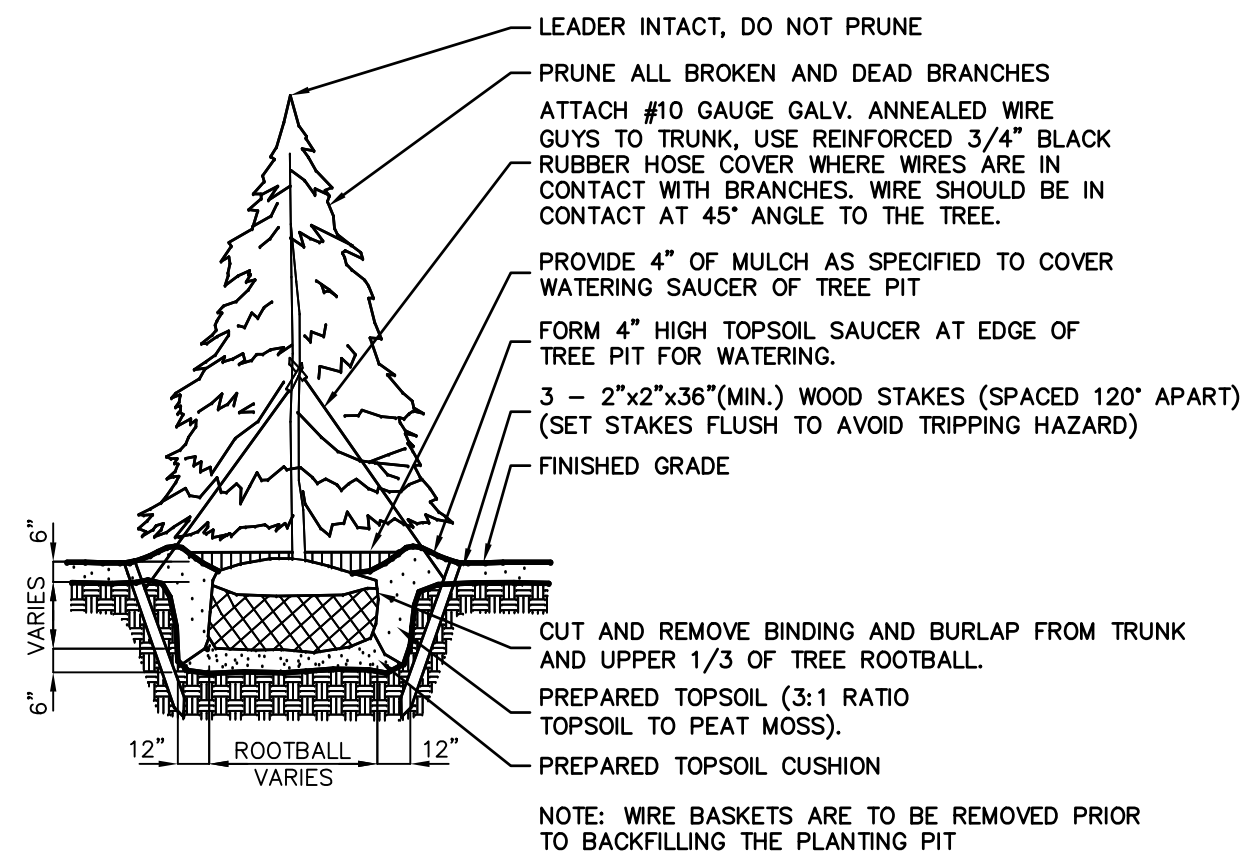 LEADER INTACT, DO NOT PRUNE
PRUNE ALL BROKEN AND DEAD BRANCHES
ATTACH #10 GAUGE GALV. ANNEALED WIRE
GUYS TO TRUNK, USE REINFORCED 3/4" BLACK
RUBBER HOSE COVER WHERE WIRES ARE IN
CONTACT WITH BRANCHES. WIRE SHOULD BE IN
CONTACT AT 45° ANGLE TO THE TREE.
PROVIDE 4" OF MULCH AS SPECIFIED TO COVER
WATERING SAUCER OF TREE PIT
FORM 4" HIGH TOPSOIL SAUCER AT EDGE OF
TREE PIT FOR WATERING.
3 – 2"x2"x36"(MIN.) WOOD STAKES (SPACED 120° APART)
(SET STAKES FLUSH TO AVOID TRIPPING HAZARD)
FINISHED GRADE
6"
VARIES
6"
CUT AND REMOVE BINDING AND BURLAP FROM TRUNK
AND UPPER 1/3 OF TREE ROOTBALL.
PREPARED TOPSOIL (3:1 RATIO
TOPSOIL TO PEAT MOSS).
12"
ROOTBALL
VARIES
12"
PREPARED TOPSOIL CUSHION
NOTE: WIRE BASKETS ARE TO BE REMOVED PRIOR
TO BACKFILLING THE PLANTING PIT